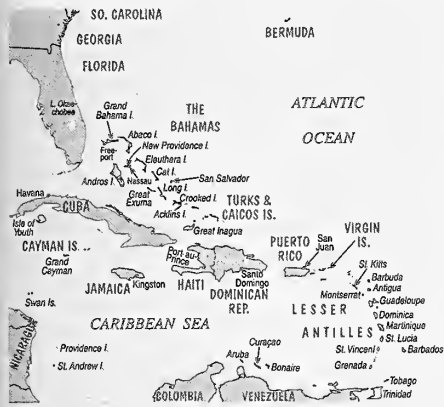 SO. CAROLINA
BERMUDA
GEORGIA
FLORIDA
L. Okee-
chobee
Grand
Bahama I.
THE
BAHAMAS
ATLANTIC
OCEAN
Abaco I.
New Providence I.
Free-
port
Eleuthera I.
Cat I.
San Salvador
Andros I.
Nassau
Long I.
Great
Exuma
Crooked I.
Acklins I.
TURKS &
CAICOS IS.
Havana
CUBA
Great Inagua
Isle of
Youth
CAYMAN IS.
Grand
Cayman
Port-au-
Prince
PUERTO
RICO
San
Juan
VIRGIN
IS.
St. Kitts
Barbuda
Antigua
Montserrat
Guadeloupe
Swan Is.
JAMAICA
Kingston
HAITI
Santo
Domingo
DOMINICAN
REP.
LESSER
ANTILLES
Dominica
Martinique
St. Lucia
CARIBBEAN SEA
St. Vincent
Barbados
Grenada
NICARAGUA
Providence I.
St. Andrew I.
Curaçao
Aruba
Bonaire
Tobago
Trinidad
COLOMBIA
VENEZUELA